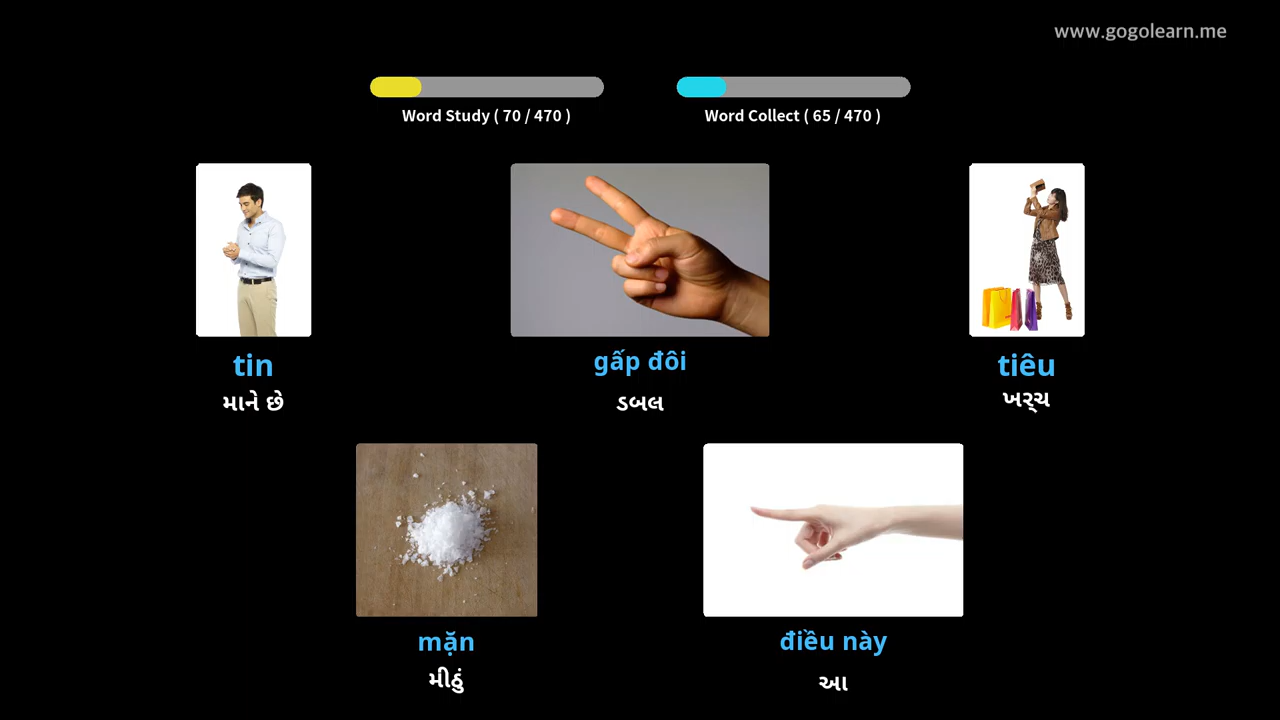 www.gogolearn.me
Word Study ( 70 / 470 )
Word Collect ( 65 / 470 )
tin
માને છે
gấp đôi
ડબલ
tiêu
ખર્ચ
mặn
મીઠું
điều này
આ